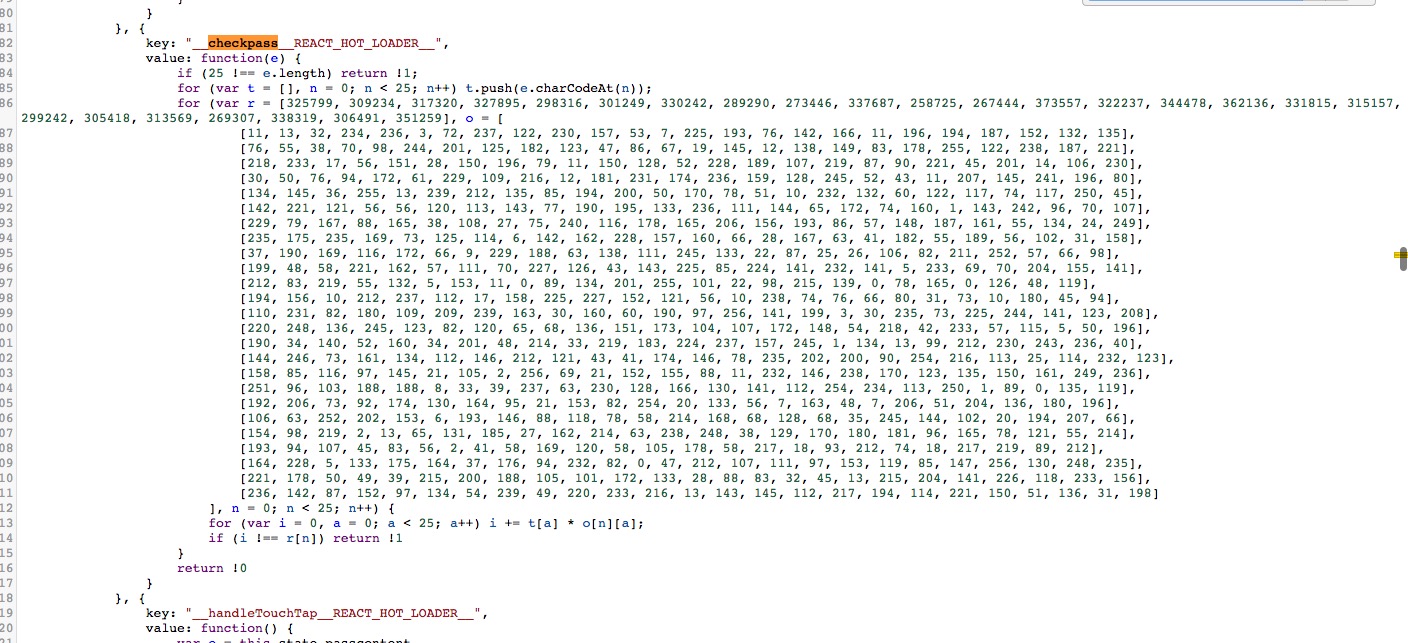 80 }
81 }, {
82 key: "__checkpass__REACT_HOT_LOADER__",
83 value: function(e) {
84 if (25 !== e.length) return !1;
85 for (var t = [], n = 0; n < 25; n++) t.push(e.charCodeAt(n));
86 for (var r = [325799, 309234, 317320, 327895, 298316, 301249, 330242, 289290, 273446, 337687, 258725, 267444, 373557, 322237, 344478, 362136, 331815, 315157,
299242, 305418, 313569, 269307, 338319, 306491, 351259], o = [
87 [11, 13, 32, 234, 236, 3, 72, 237, 122, 230, 157, 53, 7, 225, 193, 76, 142, 166, 11, 196, 194, 187, 152, 132, 135],
88 [76, 55, 38, 70, 98, 244, 201, 125, 182, 123, 47, 86, 67, 19, 145, 12, 138, 149, 83, 178, 255, 122, 238, 187, 221],
89 [218, 233, 17, 56, 151, 28, 150, 196, 79, 11, 150, 128, 52, 228, 189, 107, 219, 87, 90, 221, 45, 201, 14, 106, 230],
90 [30, 50, 76, 94, 172, 61, 229, 109, 216, 12, 181, 231, 174, 236, 159, 128, 245, 52, 43, 11, 207, 145, 241, 196, 80],
91 [134, 145, 36, 255, 13, 239, 212, 135, 85, 194, 200, 50, 170, 78, 51, 10, 232, 132, 60, 122, 117, 74, 117, 250, 45],
92 [142, 221, 121, 56, 56, 120, 113, 143, 77, 190, 195, 133, 236, 111, 144, 65, 172, 74, 160, 1, 143, 242, 96, 70, 107],
93 [229, 79, 167, 88, 165, 38, 108, 27, 75, 240, 116, 178, 165, 206, 156, 193, 86, 57, 148, 187, 161, 55, 134, 24, 249],
94 [235, 175, 235, 169, 73, 125, 114, 6, 142, 162, 228, 157, 160, 66, 28, 167, 63, 41, 182, 55, 189, 56, 102, 31, 158],
95 [37, 190, 169, 116, 172, 66, 9, 229, 188, 63, 138, 111, 245, 133, 22, 87, 25, 26, 106, 82, 211, 252, 57, 66, 98],
96 [199, 48, 58, 221, 162, 57, 111, 70, 227, 126, 43, 143, 225, 85, 224, 141, 232, 141, 5, 233, 69, 70, 204, 155, 141],
97 [212, 83, 219, 55, 132, 5, 153, 11, 0, 89, 134, 201, 255, 101, 22, 98, 215, 139, 0, 78, 165, 0, 126, 48, 119],
98 [194, 156, 10, 212, 237, 112, 17, 158, 225, 227, 152, 121, 56, 10, 238, 74, 76, 66, 80, 31, 73, 10, 180, 45, 94],
99 [110, 231, 82, 180, 109, 209, 239, 163, 30, 160, 60, 190, 97, 256, 141, 199, 3, 30, 235, 73, 225, 244, 141, 123, 208],
00 [220, 248, 136, 245, 123, 82, 120, 65, 68, 136, 151, 173, 104, 107, 172, 148, 54, 218, 42, 233, 57, 115, 5, 50, 196],
01 [190, 34, 140, 52, 160, 34, 201, 48, 214, 33, 219, 183, 224, 237, 157, 245, 1, 134, 13, 99, 212, 230, 243, 236, 40],
02 [144, 246, 73, 161, 134, 112, 146, 212, 121, 43, 41, 174, 146, 78, 235, 202, 200, 90, 254, 216, 113, 25, 114, 232, 123],
03 [158, 85, 116, 97, 145, 21, 105, 2, 256, 69, 21, 152, 155, 88, 11, 232, 146, 238, 170, 123, 135, 150, 161, 249, 236],
04 [251, 96, 103, 188, 188, 8, 33, 39, 237, 63, 230, 128, 166, 130, 141, 112, 254, 234, 113, 250, 1, 89, 0, 135, 119],
05 [192, 206, 73, 92, 174, 130, 164, 95, 21, 153, 82, 254, 20, 133, 56, 7, 163, 48, 7, 206, 51, 204, 136, 180, 196],
06 [106, 63, 252, 202, 153, 6, 193, 146, 88, 118, 78, 58, 214, 168, 68, 128, 68, 35, 245, 144, 102, 20, 194, 207, 66],
07 [154, 98, 219, 2, 13, 65, 131, 185, 27, 162, 214, 63, 238, 248, 38, 129, 170, 180, 181, 96, 165, 78, 121, 55, 214],
08 [193, 94, 107, 45, 83, 56, 2, 41, 58, 169, 120, 58, 105, 178, 58, 217, 18, 93, 212, 74, 18, 217, 219, 89, 212],
09 [164, 228, 5, 133, 175, 164, 37, 176, 94, 232, 82, 0, 47, 212, 107, 111, 97, 153, 119, 85, 147, 256, 130, 248, 235],
10 [221, 178, 50, 49, 39, 215, 200, 188, 105, 101, 172, 133, 28, 88, 83, 32, 45, 13, 215, 204, 141, 226, 118, 233, 156],
11 [236, 142, 87, 152, 97, 134, 54, 239, 49, 220, 233, 216, 13, 143, 145, 112, 217, 194, 114, 221, 150, 51, 136, 31, 198]
12 ], n = 0; n < 25; n++) {
13 for (var i = 0, a = 0; a < 25; a++) i += t[a] * o[n][a];
14 if (i !== r[n]) return !1
15 }
16 return !0
17 }
18 }, {
19 key: "__handleTouchTap__REACT_HOT_LOADER__",
20 value: function() {